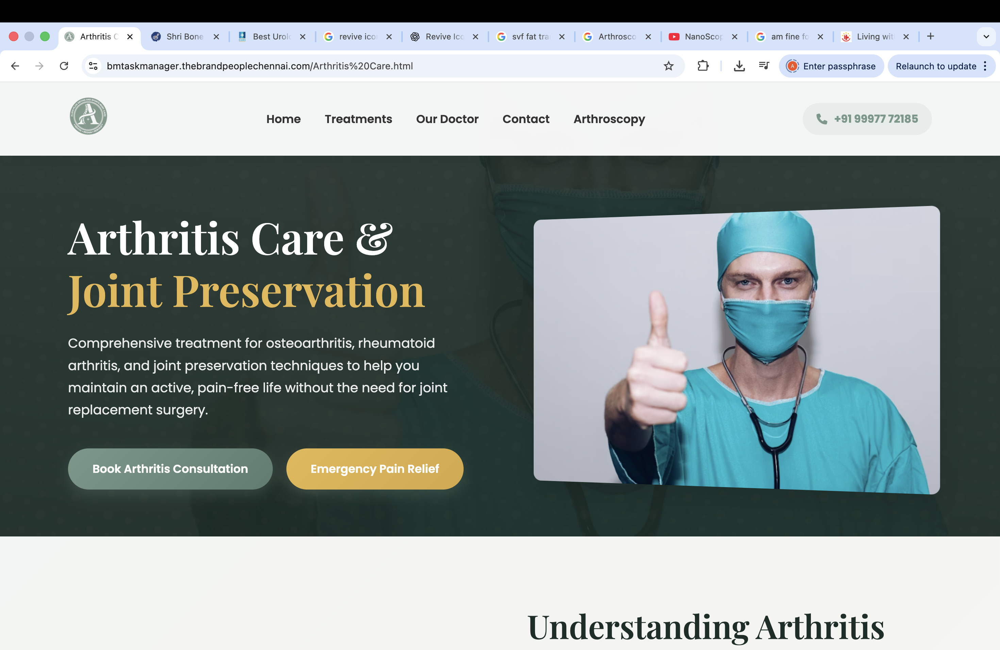 Arthritis C
Shri Bone
Best Urolo
revive ico
Revive Ico
svf fat tra
Arthrosco
NanoScop
am fine fo
Living wit
bmtaskmanager.thebrandpeoplechennai.com/Arthritis%20Care.html
A
Enter passphrase
Relaunch to update
Home
Treatments
Our Doctor
Contact
Arthroscopy
+91 99977 72185
Arthritis Care &
Joint Preservation
Comprehensive treatment for osteoarthritis, rheumatoid
arthritis, and joint preservation techniques to help you
maintain an active, pain-free life without the need for joint
replacement surgery.
Book Arthritis Consultation
Emergency Pain Relief
Understanding Arthritis